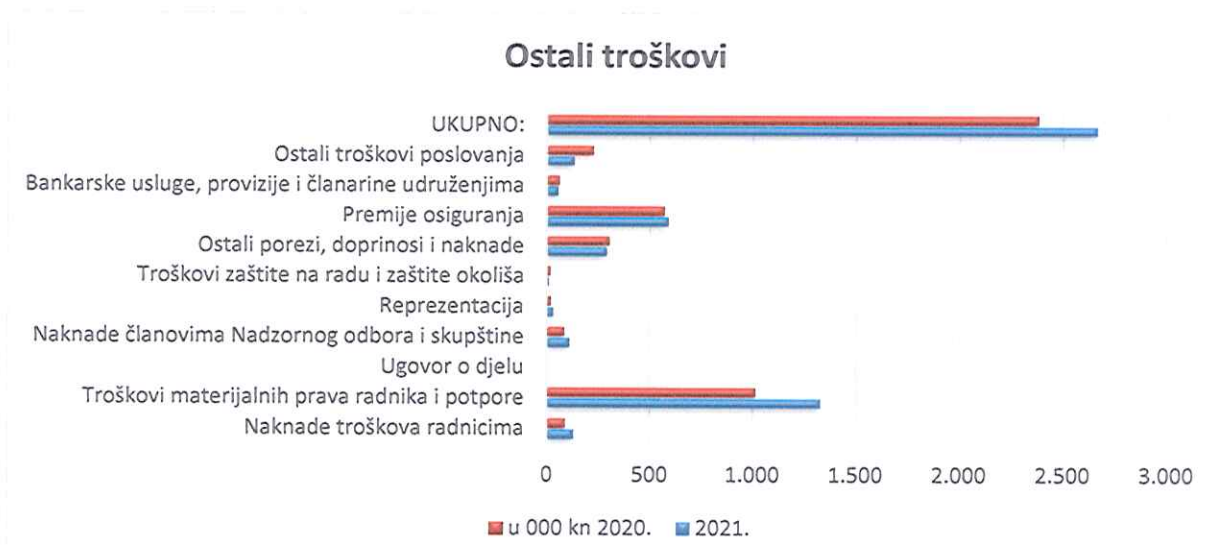 Ostali troškovi
UKUPNO:
Ostali troškovi poslovanja
Bankarske usluge, provizije i članarine udruženjima
Premije osiguranja
Ostali porezi, doprinosi i naknade
Troškovi zaštite na radu i zaštite okoliša
Reprezentacija
Naknade članovima Nadzornog odbora i skupštine
Ugovor o djelu
Troškovi materijalnih prava radnika i potpore
Naknade troškova radnicima
0 500 1.000 1.500 2.000 2.500 3.000
u 000 kn 2020. 2021.